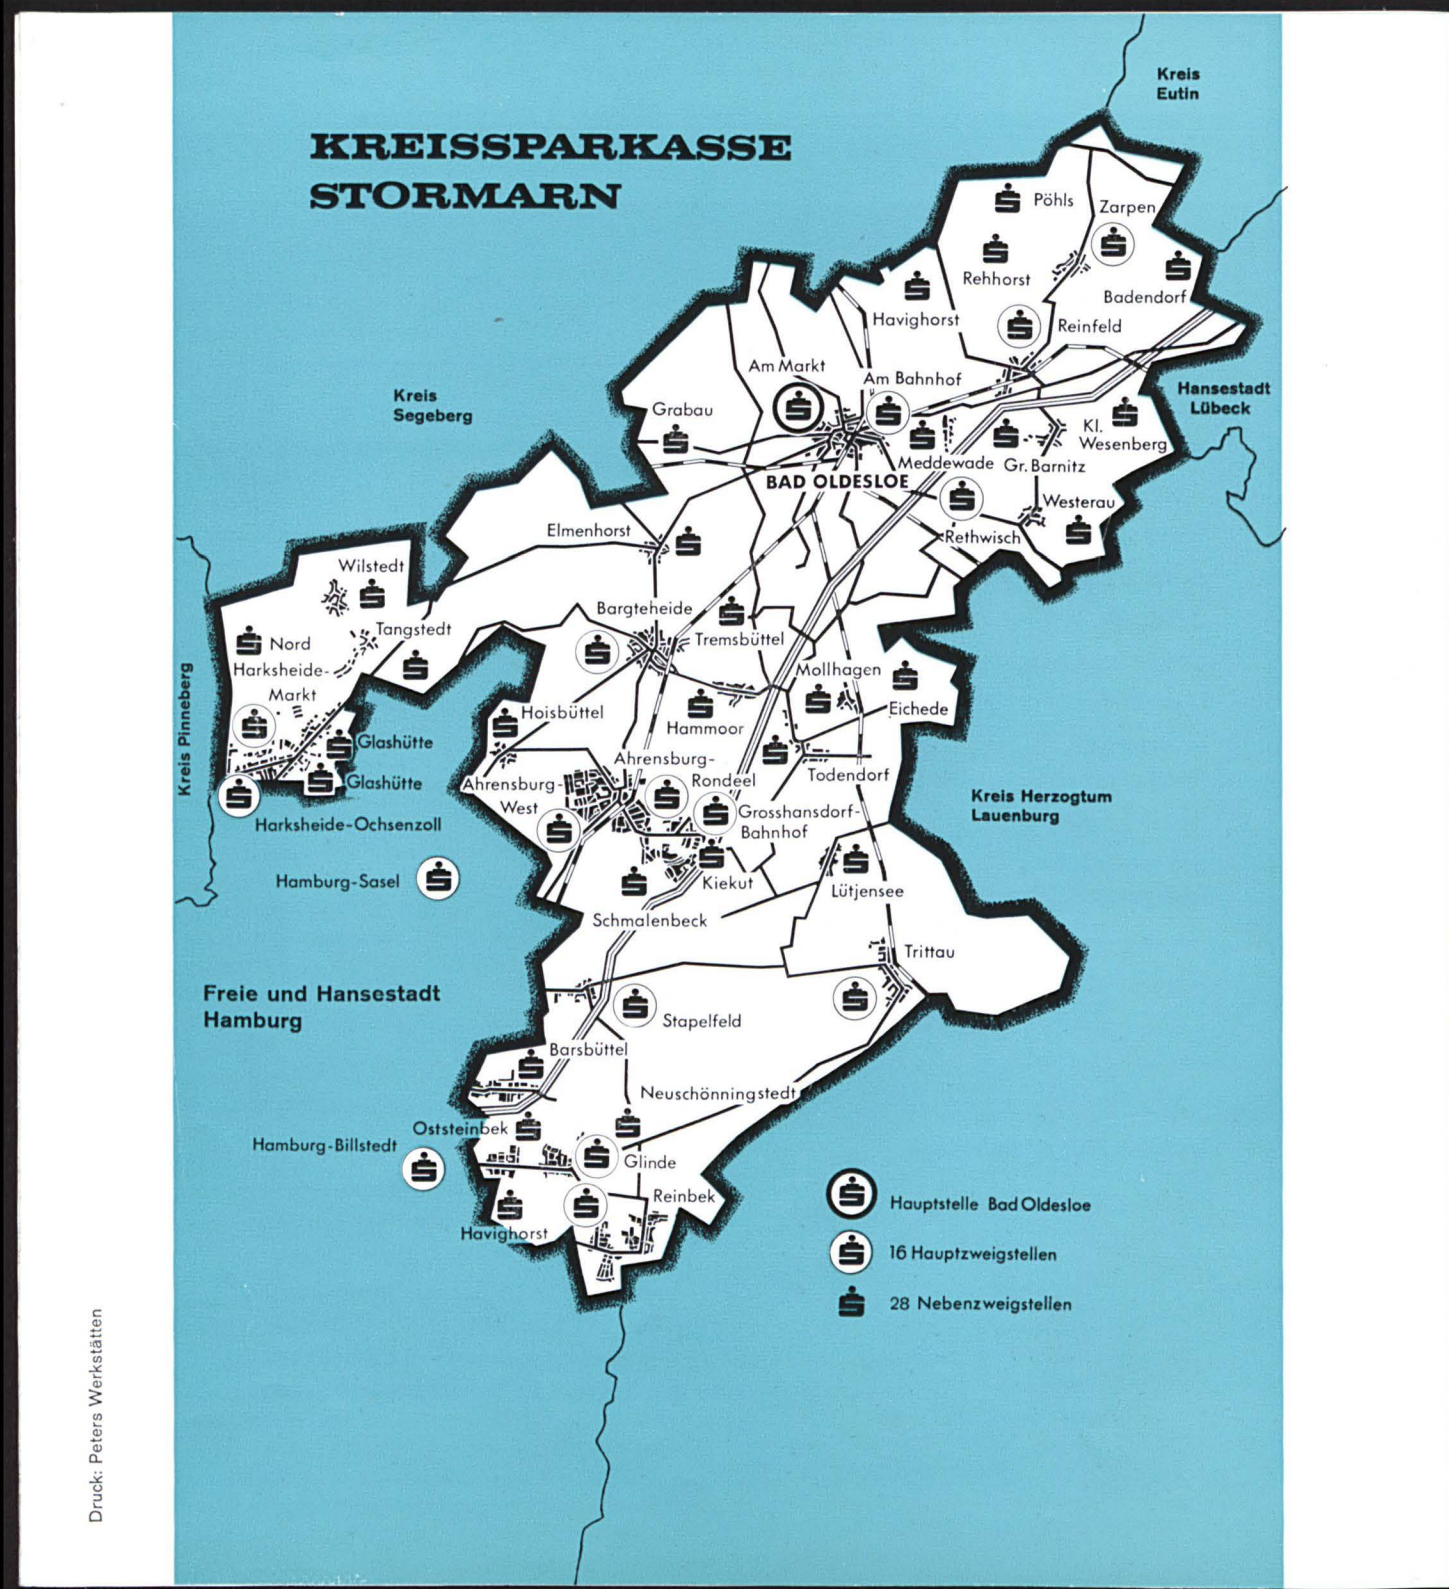 KREISSPARKASSE
STORMARN
Kreis
Eutin
Pöhls
Zarpen
Rehhorst
Badendorf
Havighorst
Reinfeld
Am Markt
Am Bahnhof
Kreis
Segeberg
Hansestadt
Lübeck
Grabau
Kl.
Wesenberg
Meddewade
Gr. Barnitz
BAD OLDESLOE
Westerau
Elmenhorst
Rethwisch
Wilstedt
Bargteheide
Tangstedt
Tremsbüttel
Nord
Harksheide-
Markt
Mollhagen
Kreis Pinneberg
Hoisbüttel
Hammoor
Eichede
Glashütte
Glashütte
Ahrensburg-
Rondeel
Todendorf
Ahrensburg-
West
Grosshansdorf-
Bahnhof
Kreis Herzogtum
Lauenburg
Harksheide-Ochsenzoll
Hamburg-Sasel
Kiekut
Lütjensee
Schmalenbeck
Trittau
Freie und Hansestadt
Hamburg
Stapelfeld
Barsbüttel
Neuschönningstedt
Oststeinbek
Hamburg-Billstedt
Glinde
Reinbek
Havighorst
Hauptstelle Bad Oldesloe
16 Hauptzweigstellen
28 Nebenzweigstellen
Druck: Peters Werkstätten